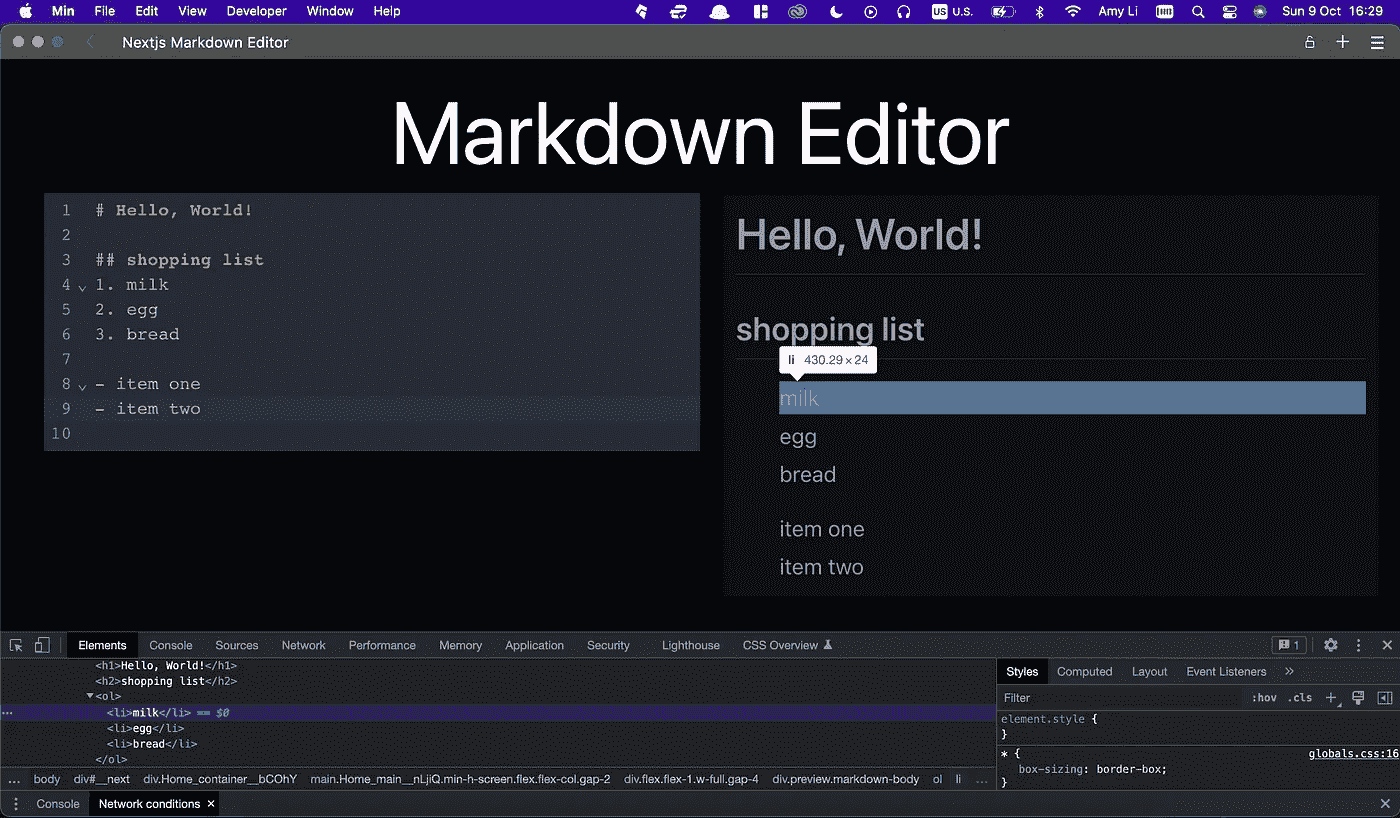 Min File Edit View Developer Window Help US U.S. Amy Li Sun 9 Oct 16:29
Nextjs Markdown Editor
Markdown Editor
1 # Hello, World!
2
3 ## shopping list
4 1. milk
5 2. egg
6 3. bread
7
8 - item one
9 - item two
10
Hello, World!
shopping list
li 430.29 × 24
milk
egg
bread
item one
item two
Elements Console Sources Network Performance Memory Application Security Lighthouse CSS Overview 1
<h1>Hello, World!</h1>
<h2>shopping list</h2>
<ol>
<li>milk</li> == $0
<li>egg</li>
<li>bread</li>
</ol>
... body div#__next div.Home_container__bCOhY main.Home_main__nLjiQ.min-h-screen.flex.flex-col.gap-2 div.flex.flex-1.w-full.gap-4 div.preview.markdown-body ol li ...
Styles Computed Layout Event Listeners »
Filter :hov .cls +
element.style {
}
* { globals.css:16
box-sizing: border-box;
}
Console Network conditions ×